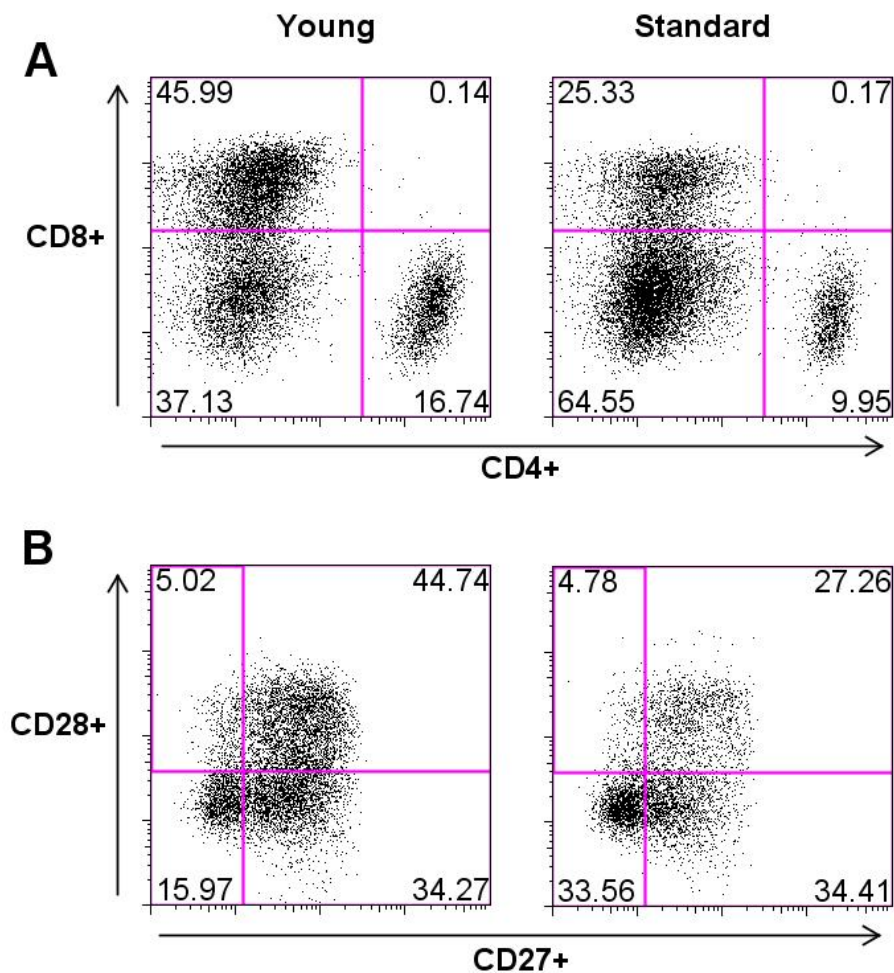 Young Standard
A
45.99 0.14 25.33 0.17
CD8+
37.13 16.74 64.55 9.95
CD4+
B
5.02 44.74 4.78 27.26
CD28+
15.97 34.27 33.56 34.41
CD27+